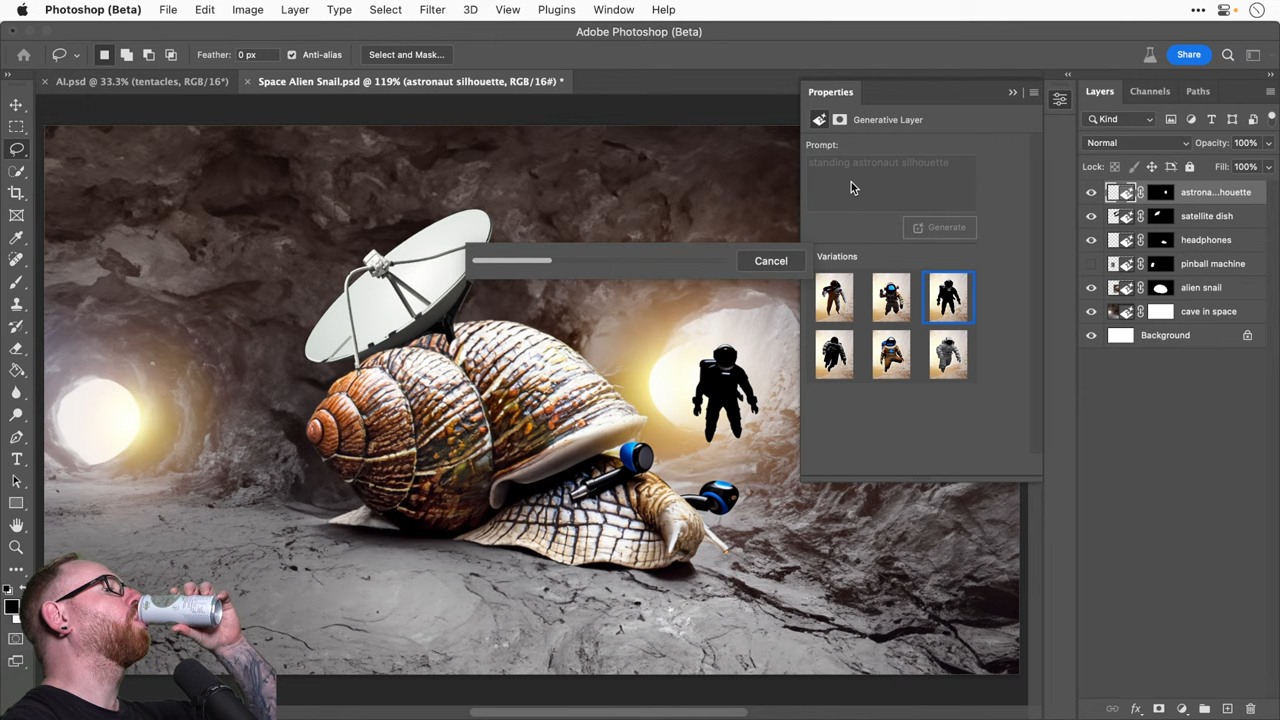 Photoshop (Beta) File Edit Image Layer Type Select Filter 3D View Plugins Window Help
Adobe Photoshop (Beta)
Feather: 0 px Anti-alias Select and Mask... Share
AI.psd @ 33.3% (tentacles, RGB/16*) Space Alien Snail.psd @ 119% (astronaut silhouette, RGB/16#) *
Properties
Generative Layer
Prompt:
standing astronaut silhouette
Generate
Cancel
Variations
Layers Channels Paths
Kind
Normal Opacity: 100%
Lock: Fill: 100%
astrona...houette
satellite dish
headphones
pinball machine
alien snail
cave in space
Background